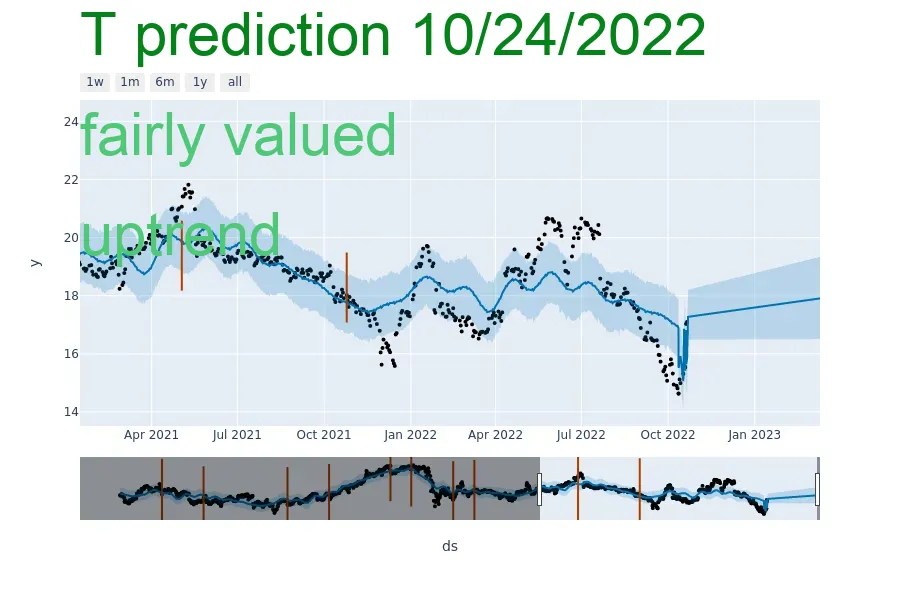 T prediction 10/24/2022
1w 1m 6m 1y all
fairly valued
uptrend
24
22
20
18
16
14
y
Apr 2021 Jul 2021 Oct 2021 Jan 2022 Apr 2022 Jul 2022 Oct 2022 Jan 2023
ds